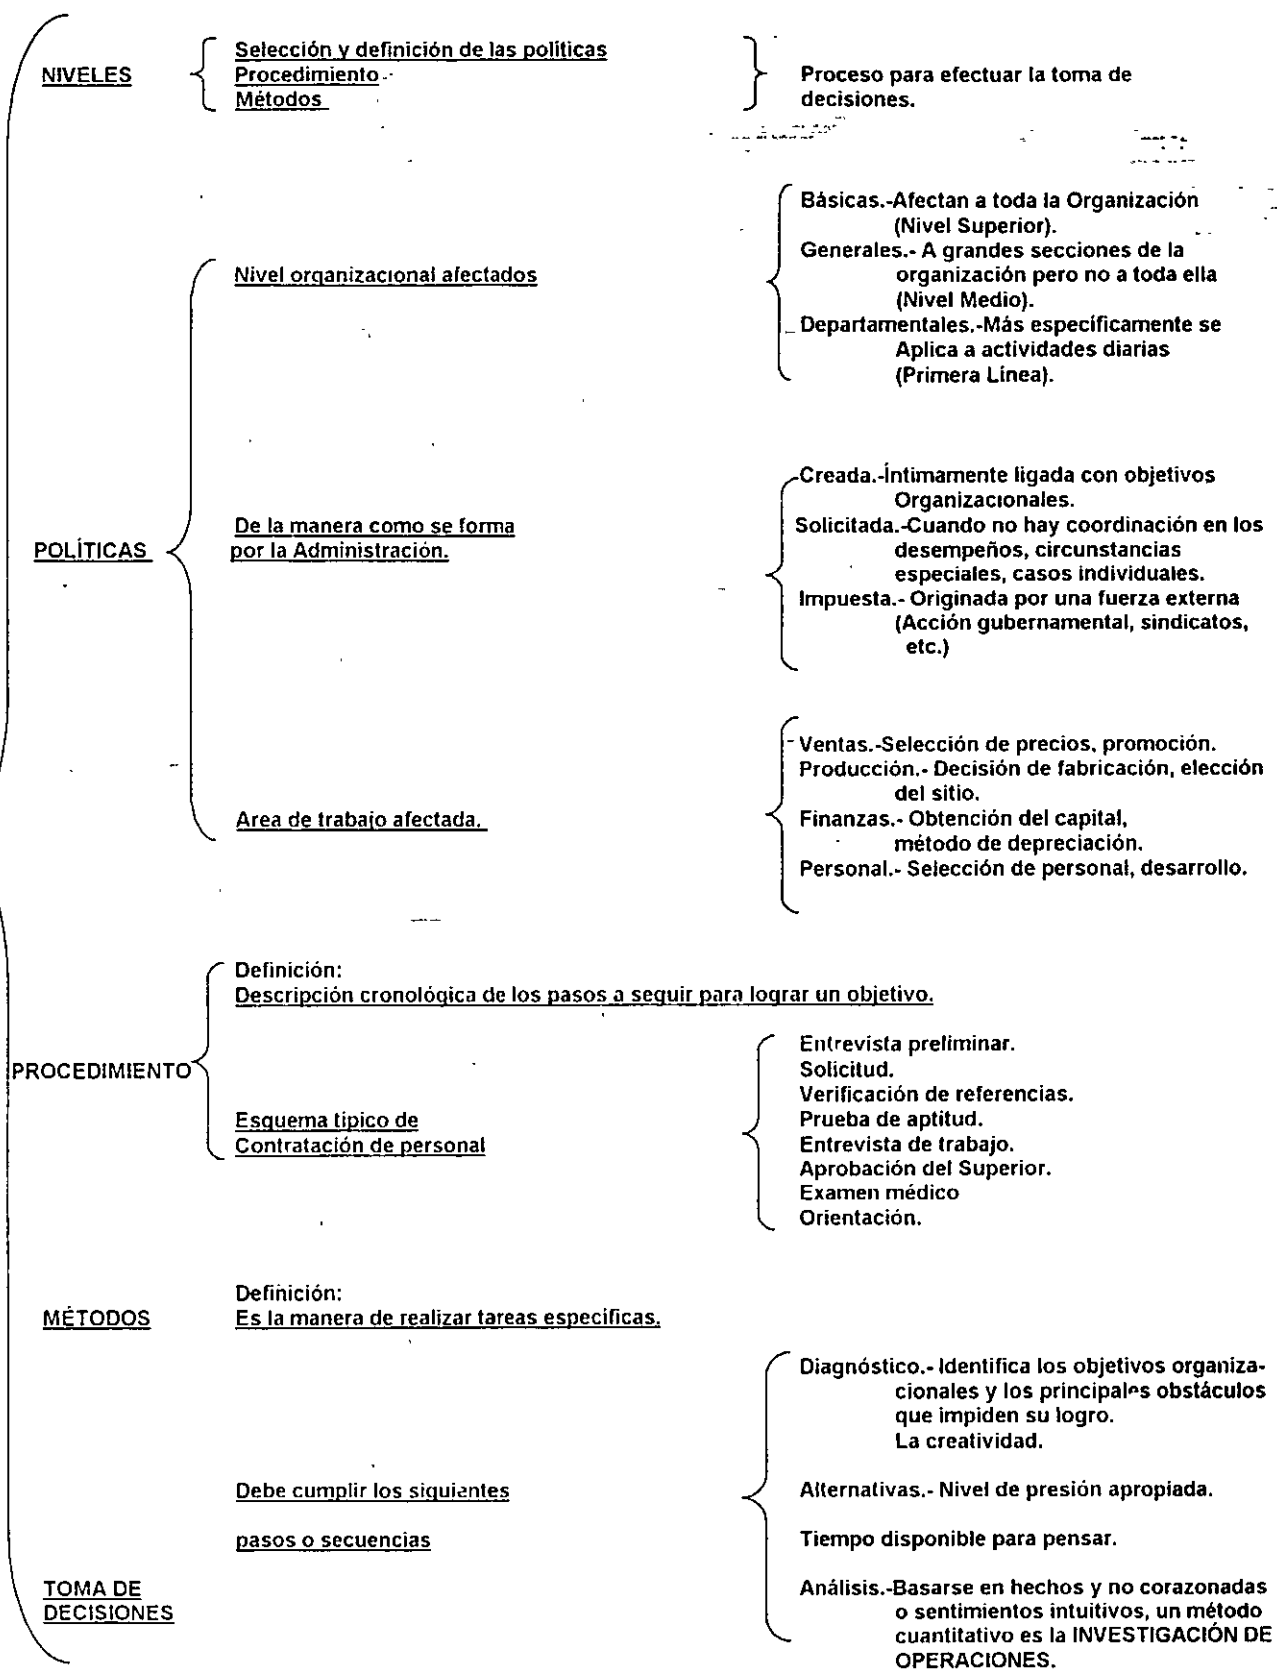 NIVELES
Selección y definición de las políticas
Procedimiento
Métodos
Proceso para efectuar la toma de
decisiones.
POLÍTICAS
Nivel organizacional afectados
Básicas.-Afectan a toda la Organización
(Nivel Superior).
Generales.- A grandes secciones de la
organización pero no a toda ella
(Nivel Medio).
Departamentales.-Más específicamente se
Aplica a actividades diarias
(Primera Línea).
De la manera como se forma
por la Administración.
Creada.-Íntimamente ligada con objetivos
Organizacionales.
Solicitada.-Cuando no hay coordinación en los
desempeños, circunstancias
especiales, casos individuales.
Impuesta.- Originada por una fuerza externa
(Acción gubernamental, sindicatos,
etc.)
Area de trabajo afectada.
Ventas.-Selección de precios, promoción.
Producción.- Decisión de fabricación, elección
del sitio.
Finanzas.- Obtención del capital,
método de depreciación.
Personal.- Selección de personal, desarrollo.
PROCEDIMIENTO
Definición:
Descripción cronológica de los pasos a seguir para lograr un objetivo.
Esquema típico de
Contratación de personal
Entrevista preliminar.
Solicitud.
Verificación de referencias.
Prueba de aptitud.
Entrevista de trabajo.
Aprobación del Superior.
Examen médico
Orientación.
MÉTODOS
Definición:
Es la manera de realizar tareas específicas.
TOMA DE
DECISIONES
Debe cumplir los siguientes
pasos o secuencias
Diagnóstico.- Identifica los objetivos organiza-
cionales y los principales obstáculos
que impiden su logro.
La creatividad.
Alternativas.- Nivel de presión apropiada.
Tiempo disponible para pensar.
Análisis.-Basarse en hechos y no corazonadas
o sentimientos intuitivos, un método
cuantitativo es la INVESTIGACIÓN DE
OPERACIONES.